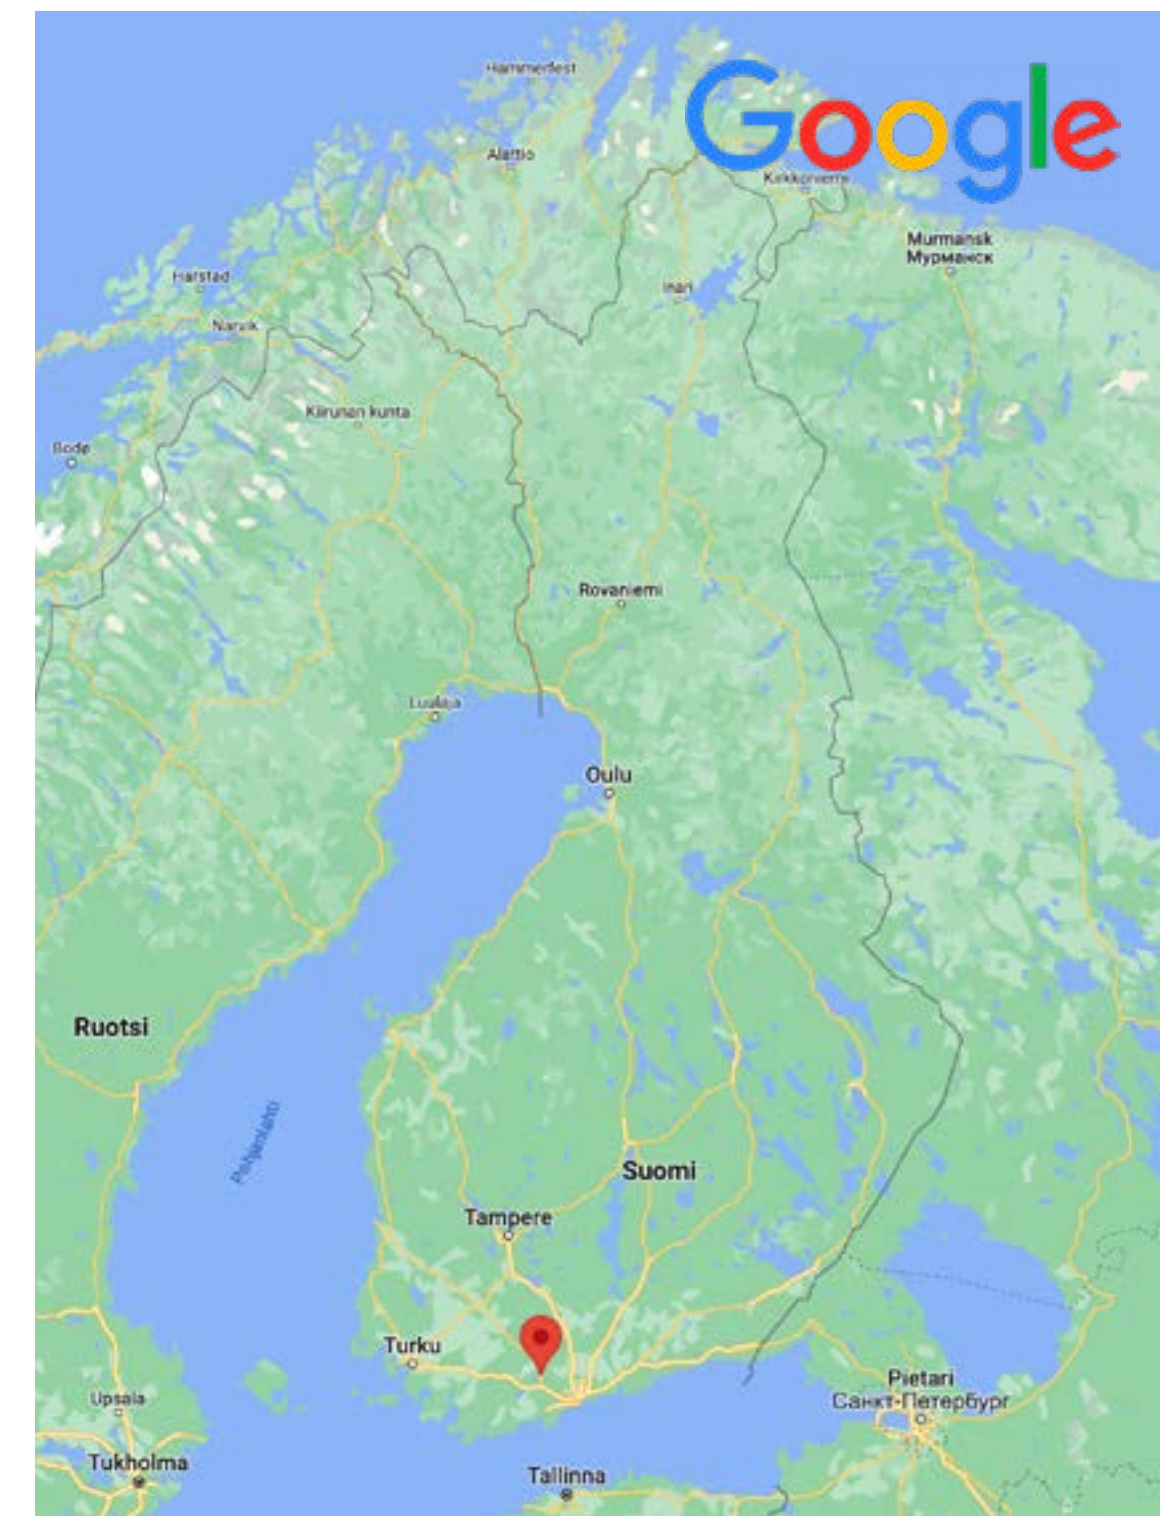 Hammerfest
Google
Alattio
Kirkkoniemi
Murmansk
Мурманск
Harstad
Inari
Narvik
Kiirunan kunta
Bodø
Rovaniemi
Luulaja
Oulu
Ruotsi
Pohjanlahti
Suomi
Tampere
Turku
Pietari
Санкт-Петербург
Upsala
Tukholma
Tallinna